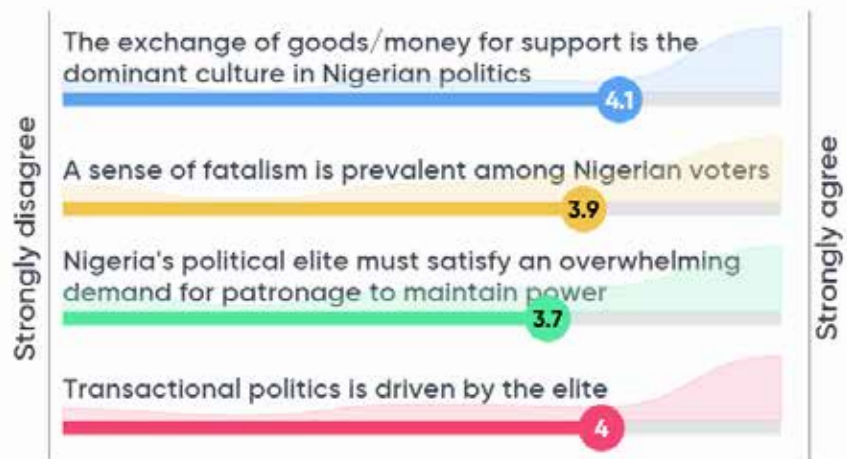 Strongly disagree
The exchange of goods/money for support is the
dominant culture in Nigerian politics
4.1
A sense of fatalism is prevalent among Nigerian voters
3.9
Nigeria's political elite must satisfy an overwhelming
demand for patronage to maintain power
3.7
Transactional politics is driven by the elite
4
Strongly agree